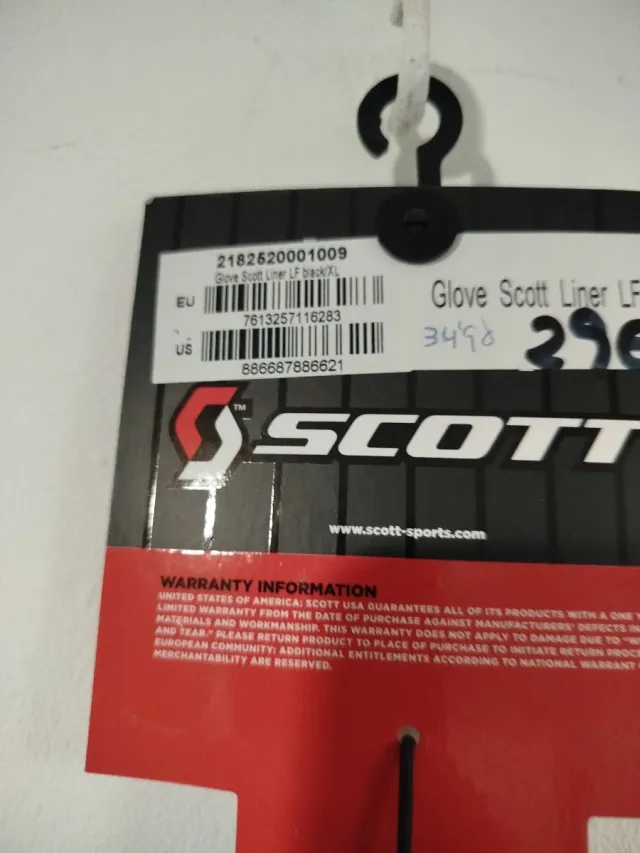 2182520001009
Glove Scott Liner LF black/XL
EU
7613257116283
US
886687886621
Glove Scott Liner LF
34'98
29€
SCOTT
TM
www.scott-sports.com
WARRANTY INFORMATION
UNITED STATES OF AMERICA: SCOTT USA GUARANTEES ALL OF ITS PRODUCTS WITH A ONE
LIMITED WARRANTY FROM THE DATE OF PURCHASE AGAINST MANUFACTURERS' DEFECTS IN
MATERIALS AND WORKMANSHIP. THIS WARRANTY DOES NOT APPLY TO DAMAGE DUE TO
AND TEAR." PLEASE RETURN PRODUCT TO PLACE OF PURCHASE TO INITIATE RETURN
EUROPEAN COMMUNITY: ADDITIONAL ENTITLEMENTS ACCORDING TO NATIONAL WARRANT
MERCHANTABILITY ARE RESERVED.